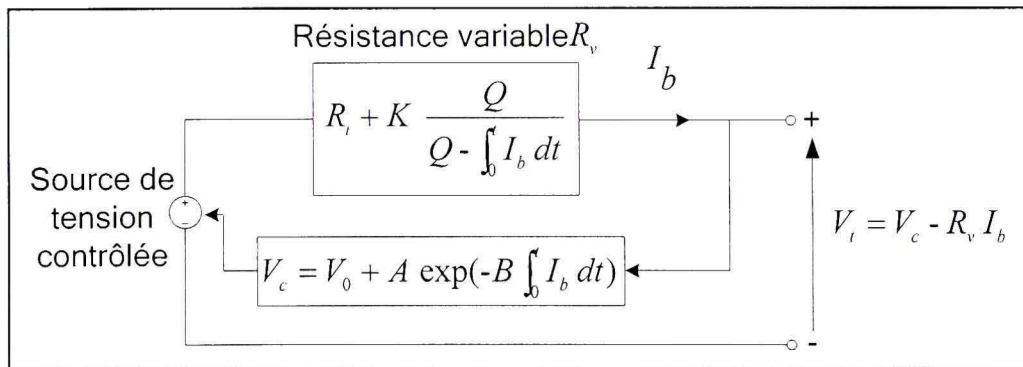 Résistance variable R_v
I_b
R_t + K Q / (Q - ∫_0 I_b dt)
+
Source de
tension
contrôlée
+
-
V_t = V_c - R_v I_b
V_c = V_0 + A exp(-B ∫_0 I_b dt)
-